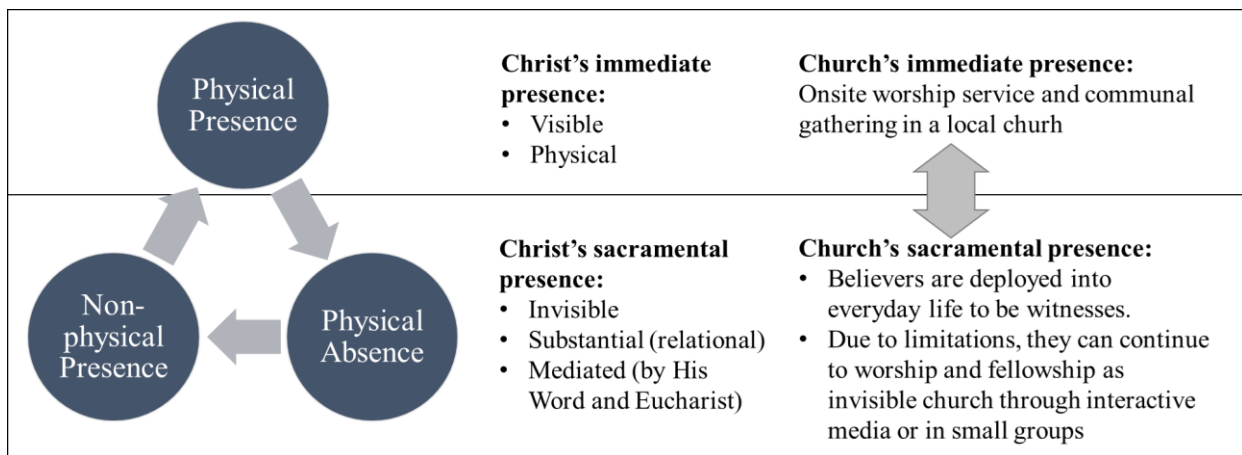 Physical
Presence
Christ's immediate
presence:
• Visible
• Physical
Church's immediate presence:
Onsite worship service and communal
gathering in a local churh
Non-
physical
Presence
Physical
Absence
Christ's sacramental
presence:
• Invisible
• Substantial (relational)
• Mediated (by His
Word and Eucharist)
Church's sacramental presence:
• Believers are deployed into
everyday life to be witnesses.
• Due to limitations, they can continue
to worship and fellowship as
invisible church through interactive
media or in small groups